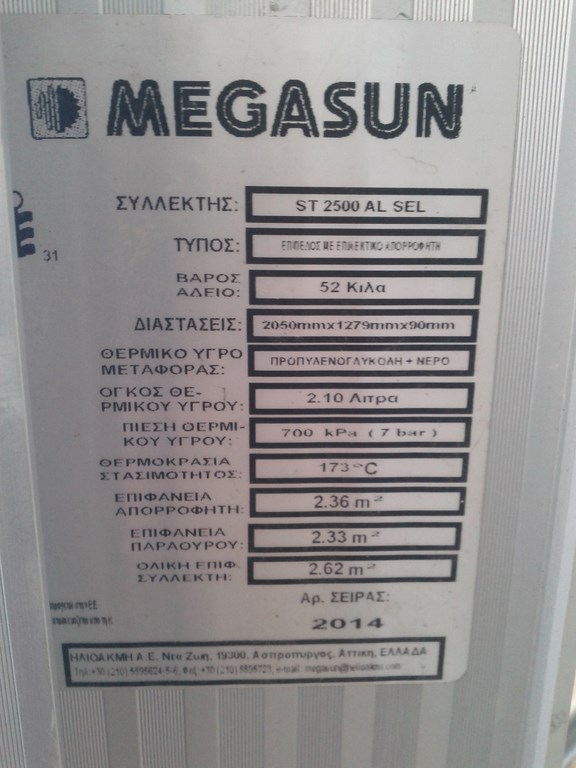 MEGASUN
31
ΣΥΛΛΕΚΤΗΣ: ST 2500 AL SEL
ΤΥΠΟΣ: ΕΠΙΠΕΔΟΣ ΜΕ ΕΠΙΛΕΚΤΙΚΟ ΑΠΟΡΡΟΦΗΤΗ
ΒΑΡΟΣ
ΑΔΕΙΟ: 52 Κιλα
ΔΙΑΣΤΑΣΕΙΣ: 2050mmx1279mmx90mm
ΘΕΡΜΙΚΟ ΥΓΡΟ
ΜΕΤΑΦΟΡΑΣ: ΠΡΟΠΥΛΕΝΟΓΛΥΚΟΛΗ + ΝΕΡΟ
ΟΓΚΟΣ ΘΕ-
ΡΜΙΚΟΥ ΥΓΡΟΥ: 2.10 Λιτρα
ΠΙΕΣΗ ΘΕΡΜΙ-
ΚΟΥ ΥΓΡΟΥ: 700 kPa ( 7 bar )
ΘΕΡΜΟΚΡΑΣΙΑ
ΣΤΑΣΙΜΟΤΗΤΟΣ: 173 °C
ΕΠΙΦΑΝΕΙΑ
ΑΠΟΡΡΟΦΗΤΗ: 2.36 m²
ΕΠΙΦΑΝΕΙΑ
ΠΑΡΑΘΥΡΟΥ: 2.33 m²
ΟΛΙΚΗ ΕΠΙΦ.
ΣΥΛΛΕΚΤΗ: 2.62 m²
Αρ. ΣΕΙΡΑΣ:
2014
ΗΛΙΟΑΚΜΗ Α.Ε. Νεα Ζωη, 19300, Ασπροπυργος, Αττικη, ΕΛΛΑΔΑ